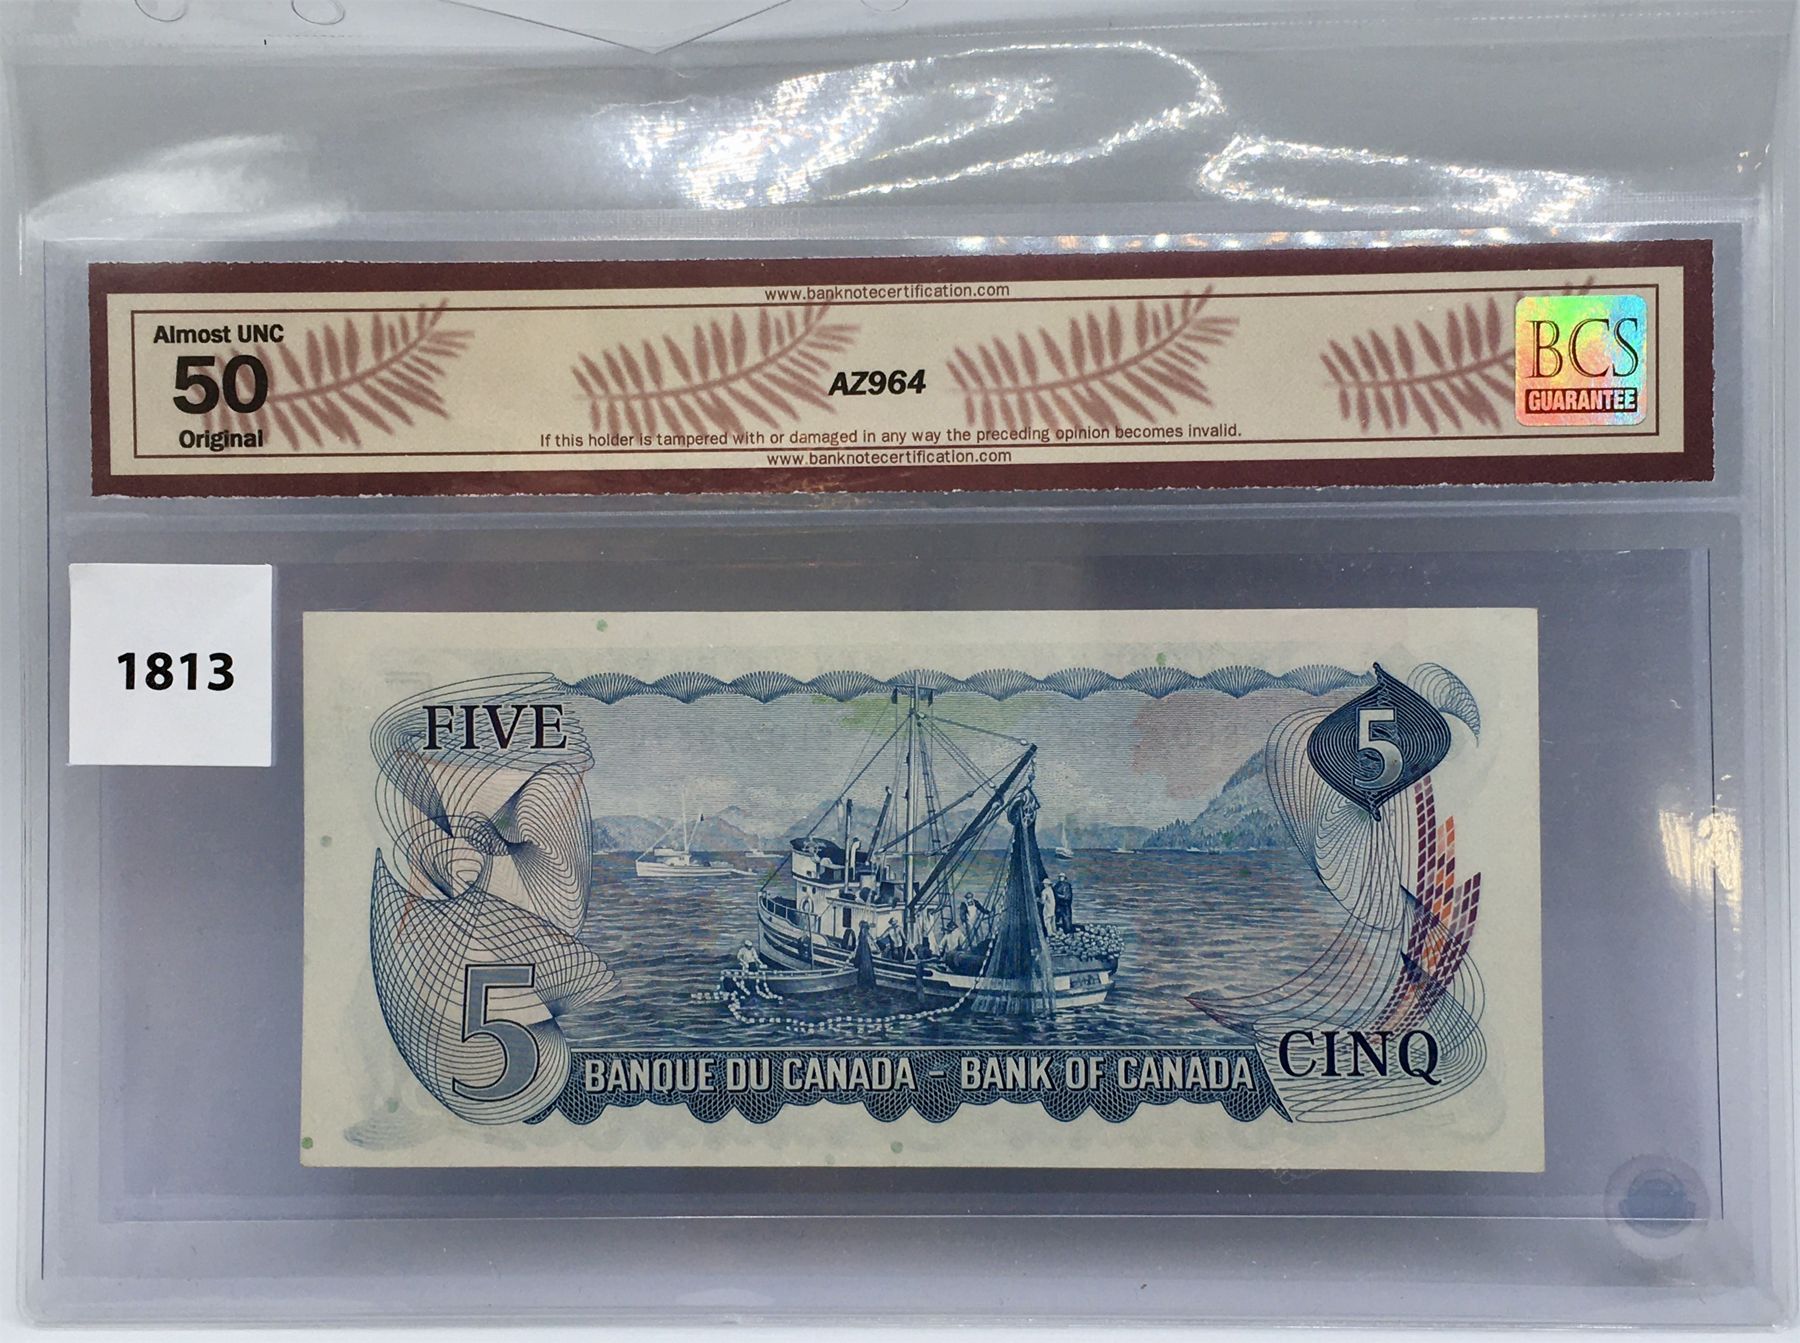 www.banknotecertification.com
Almost UNC
50
Original
AZ964
BCS
GUARANTEE
If this holder is tampered with or damaged in any way the preceding opinion becomes invalid.
www.banknotecertification.com
1813
FIVE
5
5
CINQ
BANQUE DU CANADA – BANK OF CANADA